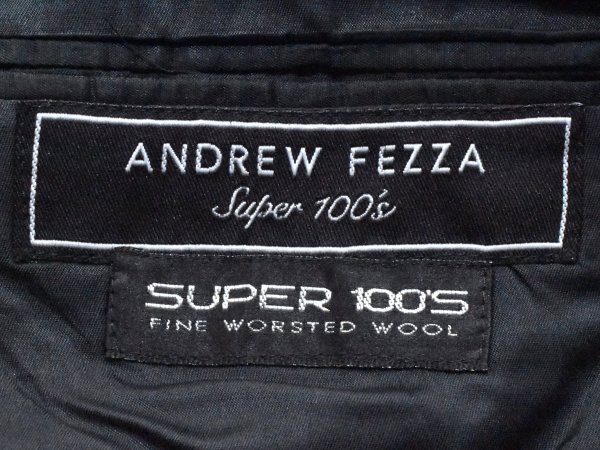 ANDREW FEZZA
Super 100's
SUPER 100'S
FINE WORSTED WOOL